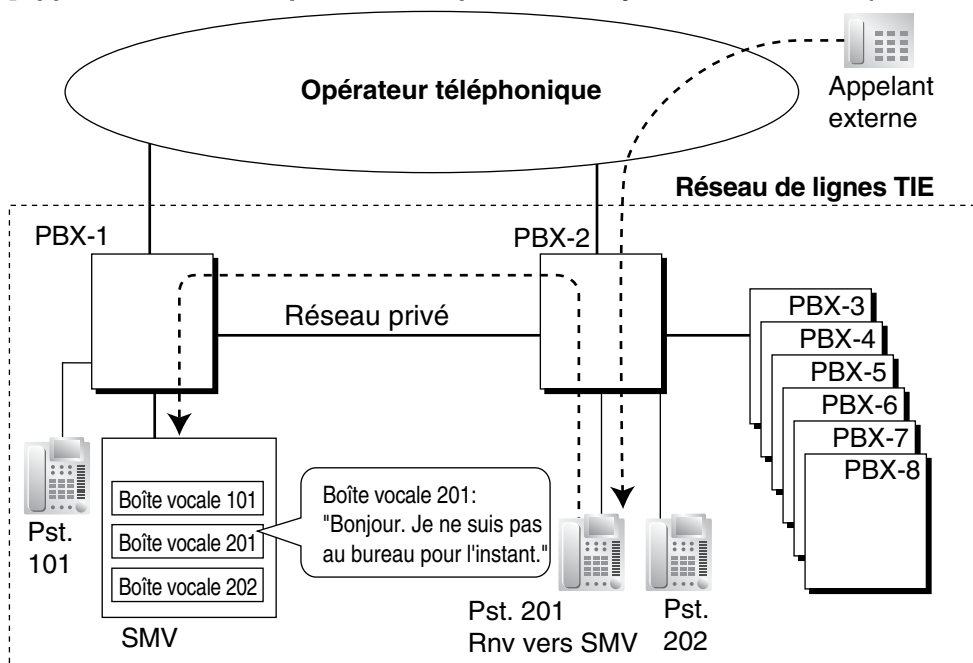 Opérateur téléphonique
Appelant
externe
Réseau de lignes TIE
PBX-1
PBX-2
Réseau privé
PBX-3
PBX-4
PBX-5
PBX-6
PBX-7
PBX-8
Pst.
101
Boîte vocale 101
Boîte vocale 201
Boîte vocale 202
SMV
Boîte vocale 201:
"Bonjour. Je ne suis pas
au bureau pour l'instant."
Pst. 201
Rnv vers SMV
Pst.
202